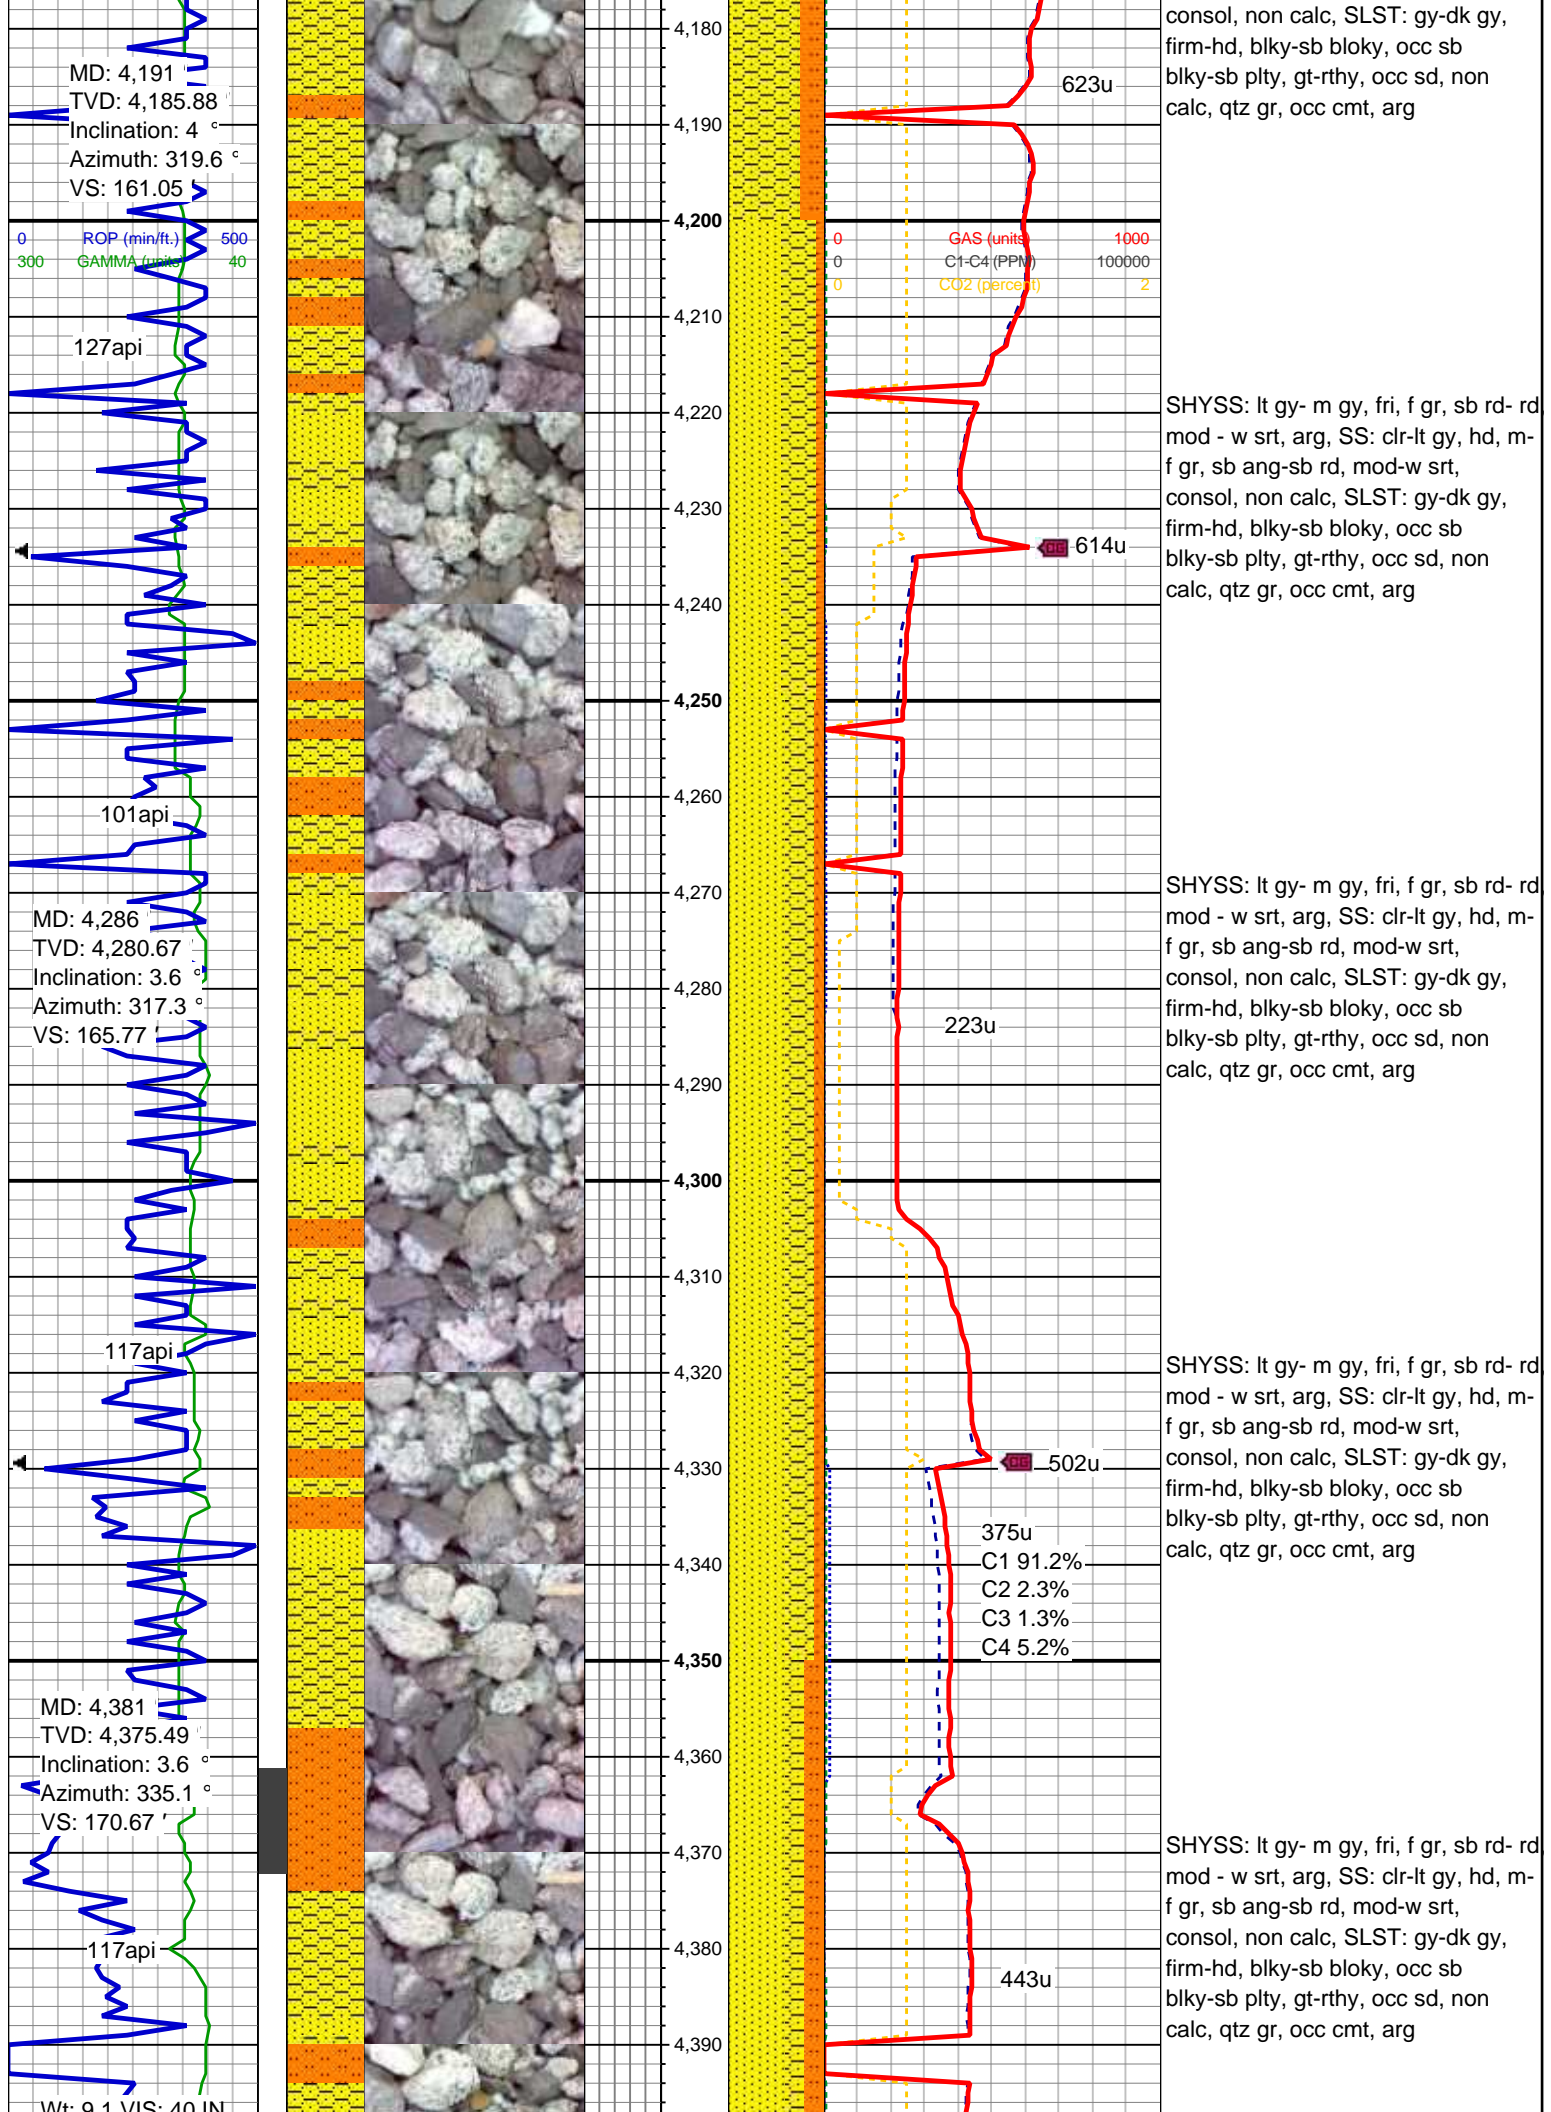 consol, non calc, SLST: gy-dk gy,
firm-hd, blky-sb bloky, occ sb
blky-sb plty, gt-rthy, occ sd, non
calc, qtz gr, occ cmt, arg
4,180
623u
MD: 4,191
TVD: 4,185.88 '
Inclination: 4 °
Azimuth: 319.6 °
VS: 161.05 '
4,190
4,200
0 ROP (min/ft.) 500
300 GAMMA (units) 40
0 GAS (units) 1000
0 C1-C4 (PPM) 100000
0 CO2 (percent) 2
4,210
127api
4,220
SHYSS: lt gy- m gy, fri, f gr, sb rd- rd,
mod - w srt, arg, SS: clr-lt gy, hd, m-
f gr, sb ang-sb rd, mod-w srt,
consol, non calc, SLST: gy-dk gy,
firm-hd, blky-sb bloky, occ sb
blky-sb plty, gt-rthy, occ sd, non
calc, qtz gr, occ cmt, arg
4,230
CG 614u
4,240
4,250
4,260
101api
4,270
SHYSS: lt gy- m gy, fri, f gr, sb rd- rd,
mod - w srt, arg, SS: clr-lt gy, hd, m-
f gr, sb ang-sb rd, mod-w srt,
consol, non calc, SLST: gy-dk gy,
firm-hd, blky-sb bloky, occ sb
blky-sb plty, gt-rthy, occ sd, non
calc, qtz gr, occ cmt, arg
MD: 4,286 '
TVD: 4,280.67 '
Inclination: 3.6 °
Azimuth: 317.3 °
VS: 165.77 '
4,280
223u
4,290
4,300
4,310
117api
4,320
SHYSS: lt gy- m gy, fri, f gr, sb rd- rd,
mod - w srt, arg, SS: clr-lt gy, hd, m-
f gr, sb ang-sb rd, mod-w srt,
consol, non calc, SLST: gy-dk gy,
firm-hd, blky-sb bloky, occ sb
blky-sb plty, gt-rthy, occ sd, non
calc, qtz gr, occ cmt, arg
4,330
CG 502u
375u
C1 91.2%
C2 2.3%
C3 1.3%
C4 5.2%
4,340
4,350
MD: 4,381
TVD: 4,375.49 '
Inclination: 3.6 °
Azimuth: 335.1 °
VS: 170.67 '
4,360
4,370
SHYSS: lt gy- m gy, fri, f gr, sb rd- rd,
mod - w srt, arg, SS: clr-lt gy, hd, m-
f gr, sb ang-sb rd, mod-w srt,
consol, non calc, SLST: gy-dk gy,
firm-hd, blky-sb bloky, occ sb
blky-sb plty, gt-rthy, occ sd, non
calc, qtz gr, occ cmt, arg
117api
4,380
443u
4,390
Wt: 9.1 VIS: 40 IN